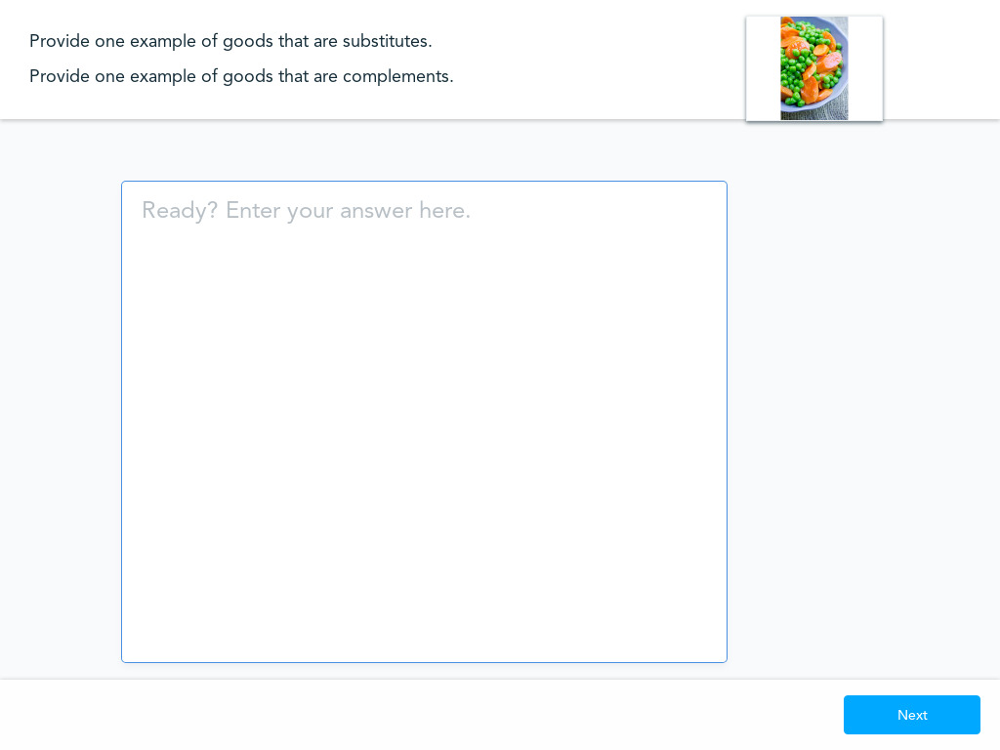 Provide one example of goods that are substitutes.
Provide one example of goods that are complements.
Ready? Enter your answer here.
Next